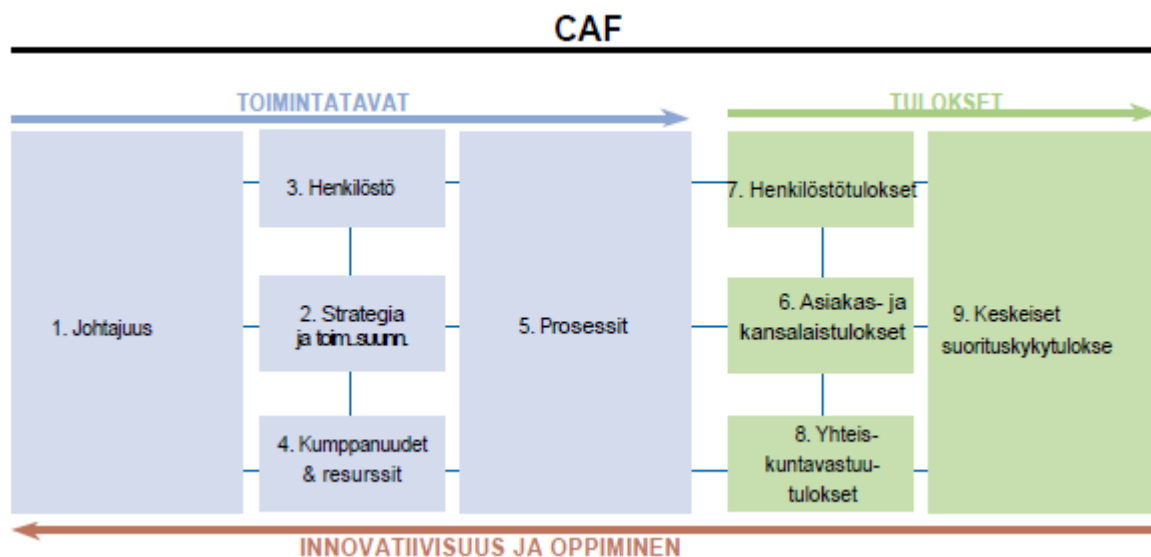 CAF
TOIMINTATAVAT
TULOKSET
1. Johtajuus
3. Henkilöstö
2. Strategia
ja toim.suunn.
4. Kumppanuudet
& resurssit
5. Prosessit
7. Henkilöstötulokset
6. Asiakas- ja
kansalaistulokset
8. Yhteis-
kuntavastuu-
tulokset
9. Keskeiset
suorituskykytulokse
INNOVATIIVISUUS JA OPPIMINEN